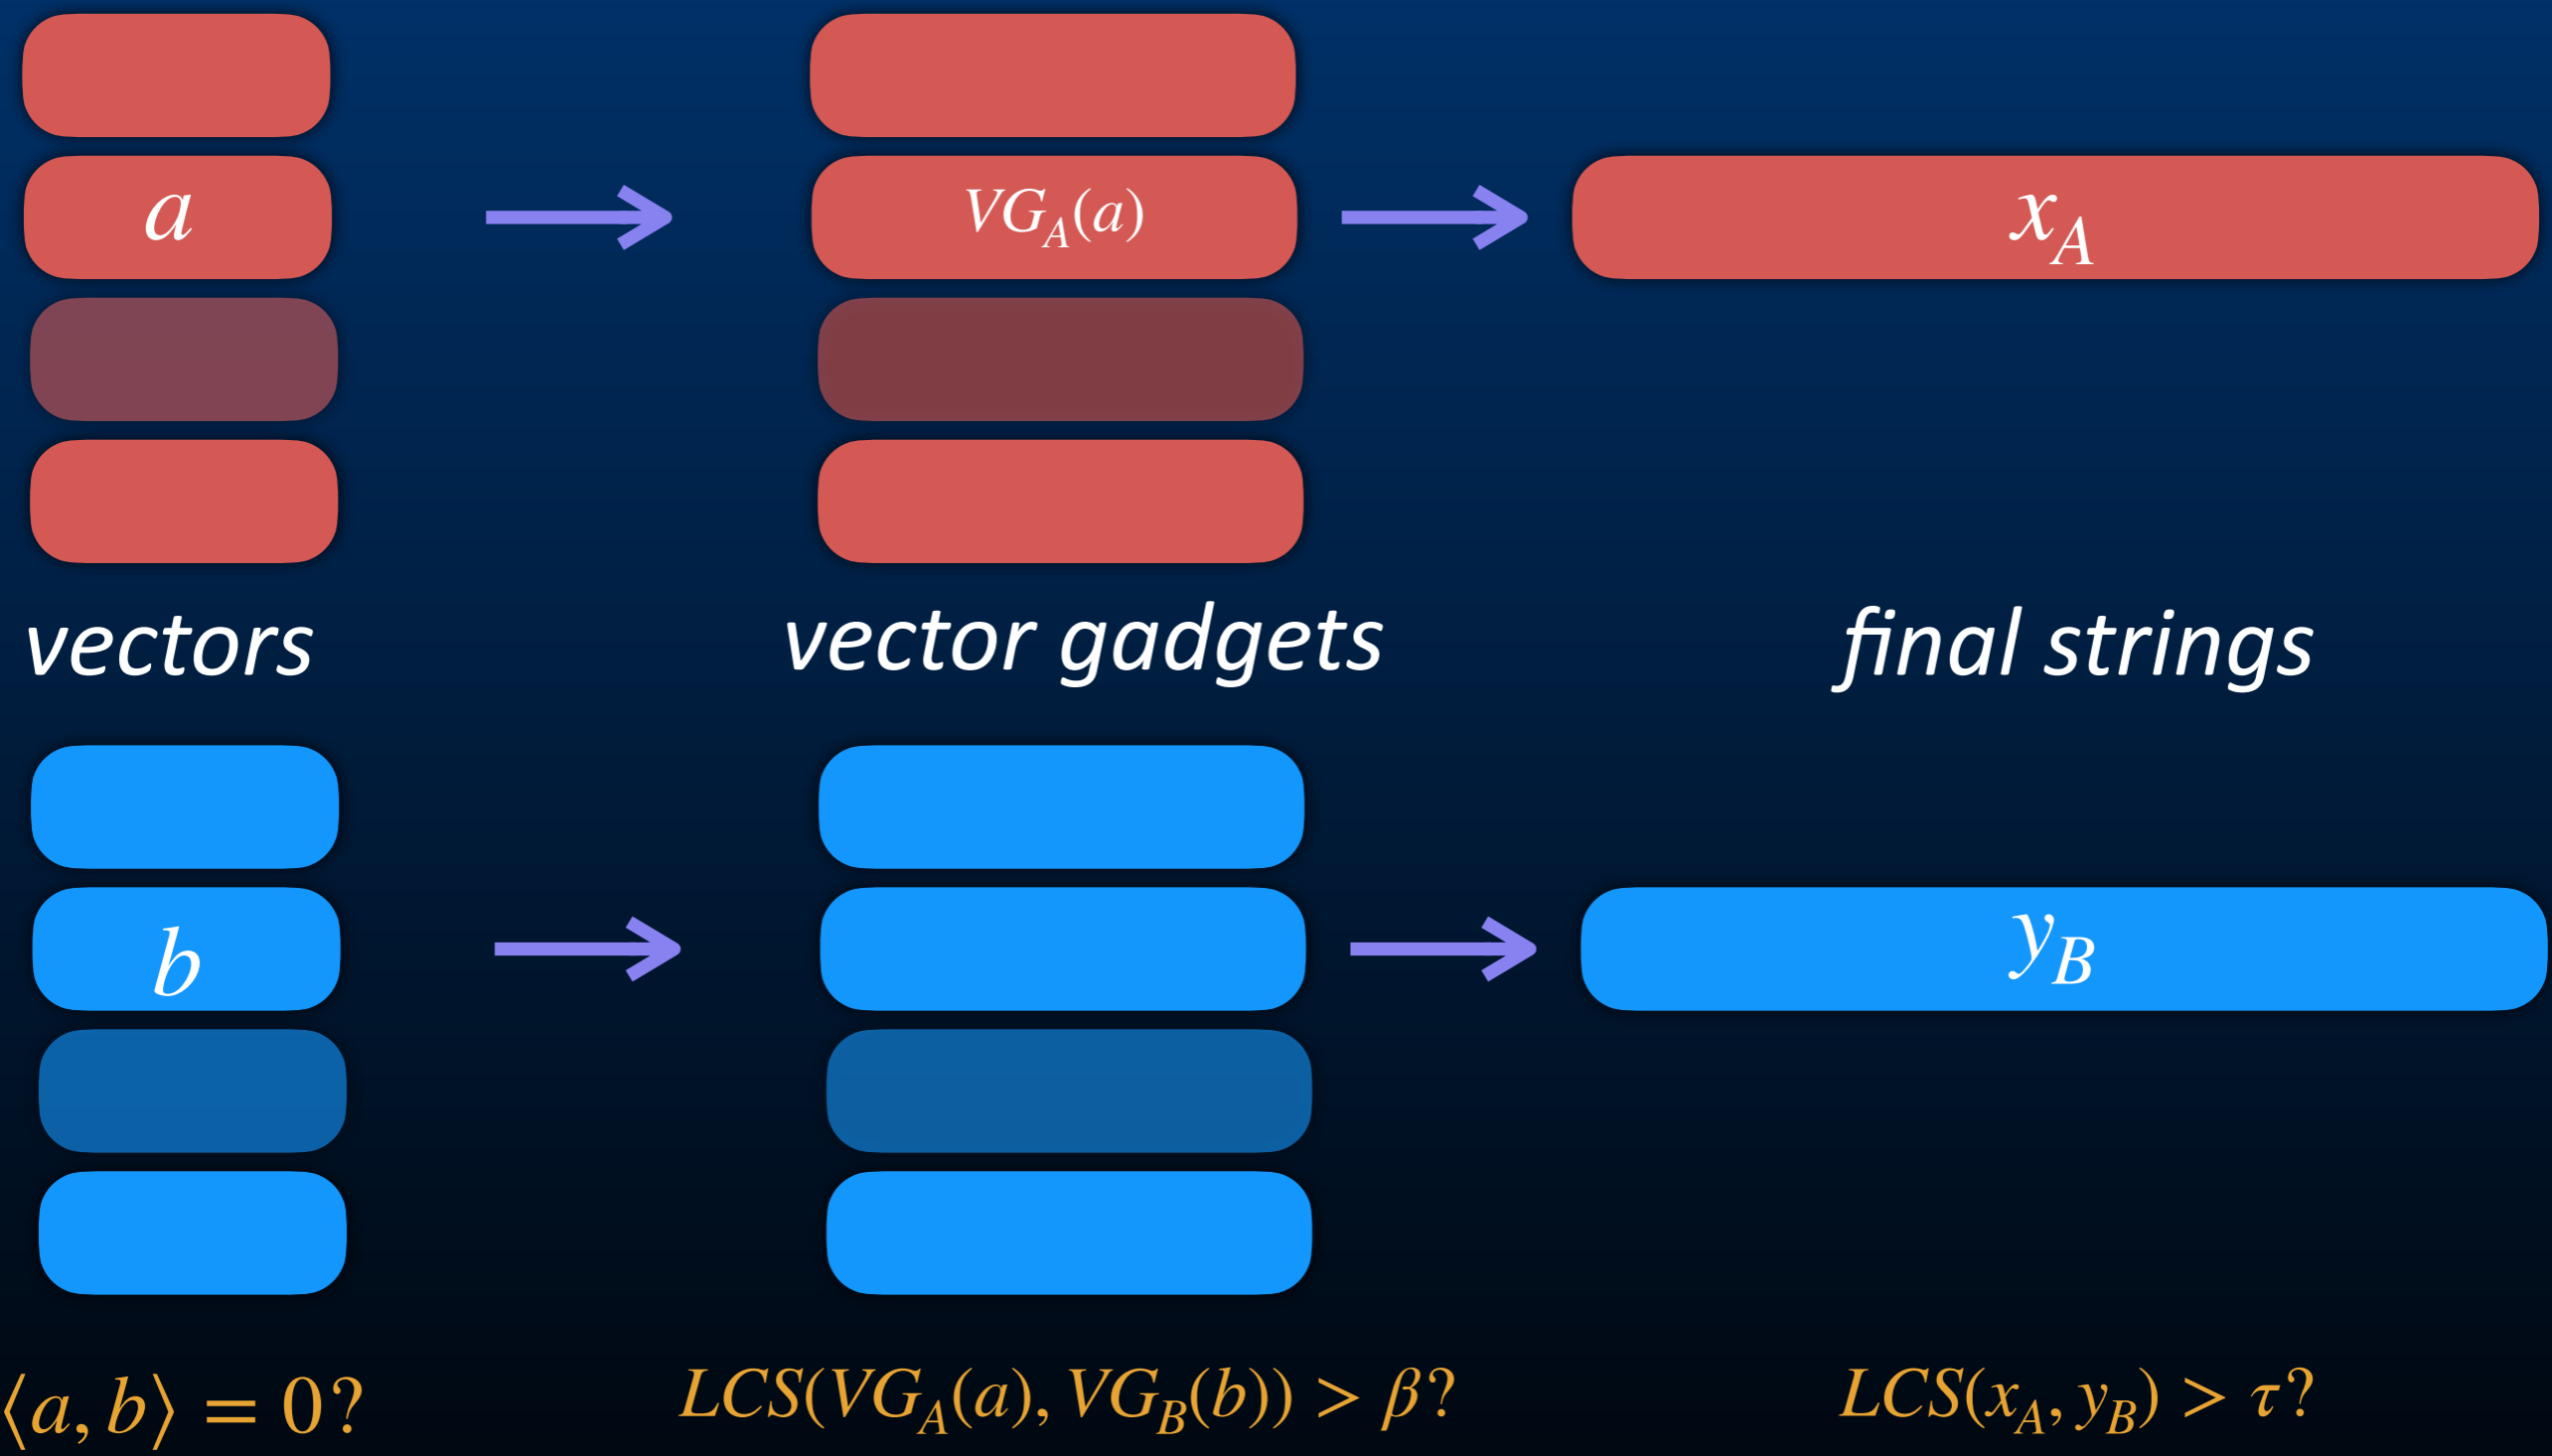 a
VG_A(a)
x_A
vectors
vector gadgets
final strings
b
y_B
⟨a, b⟩ = 0?
LCS(VG_A(a), VG_B(b)) > β?
LCS(x_A, y_B) > τ?